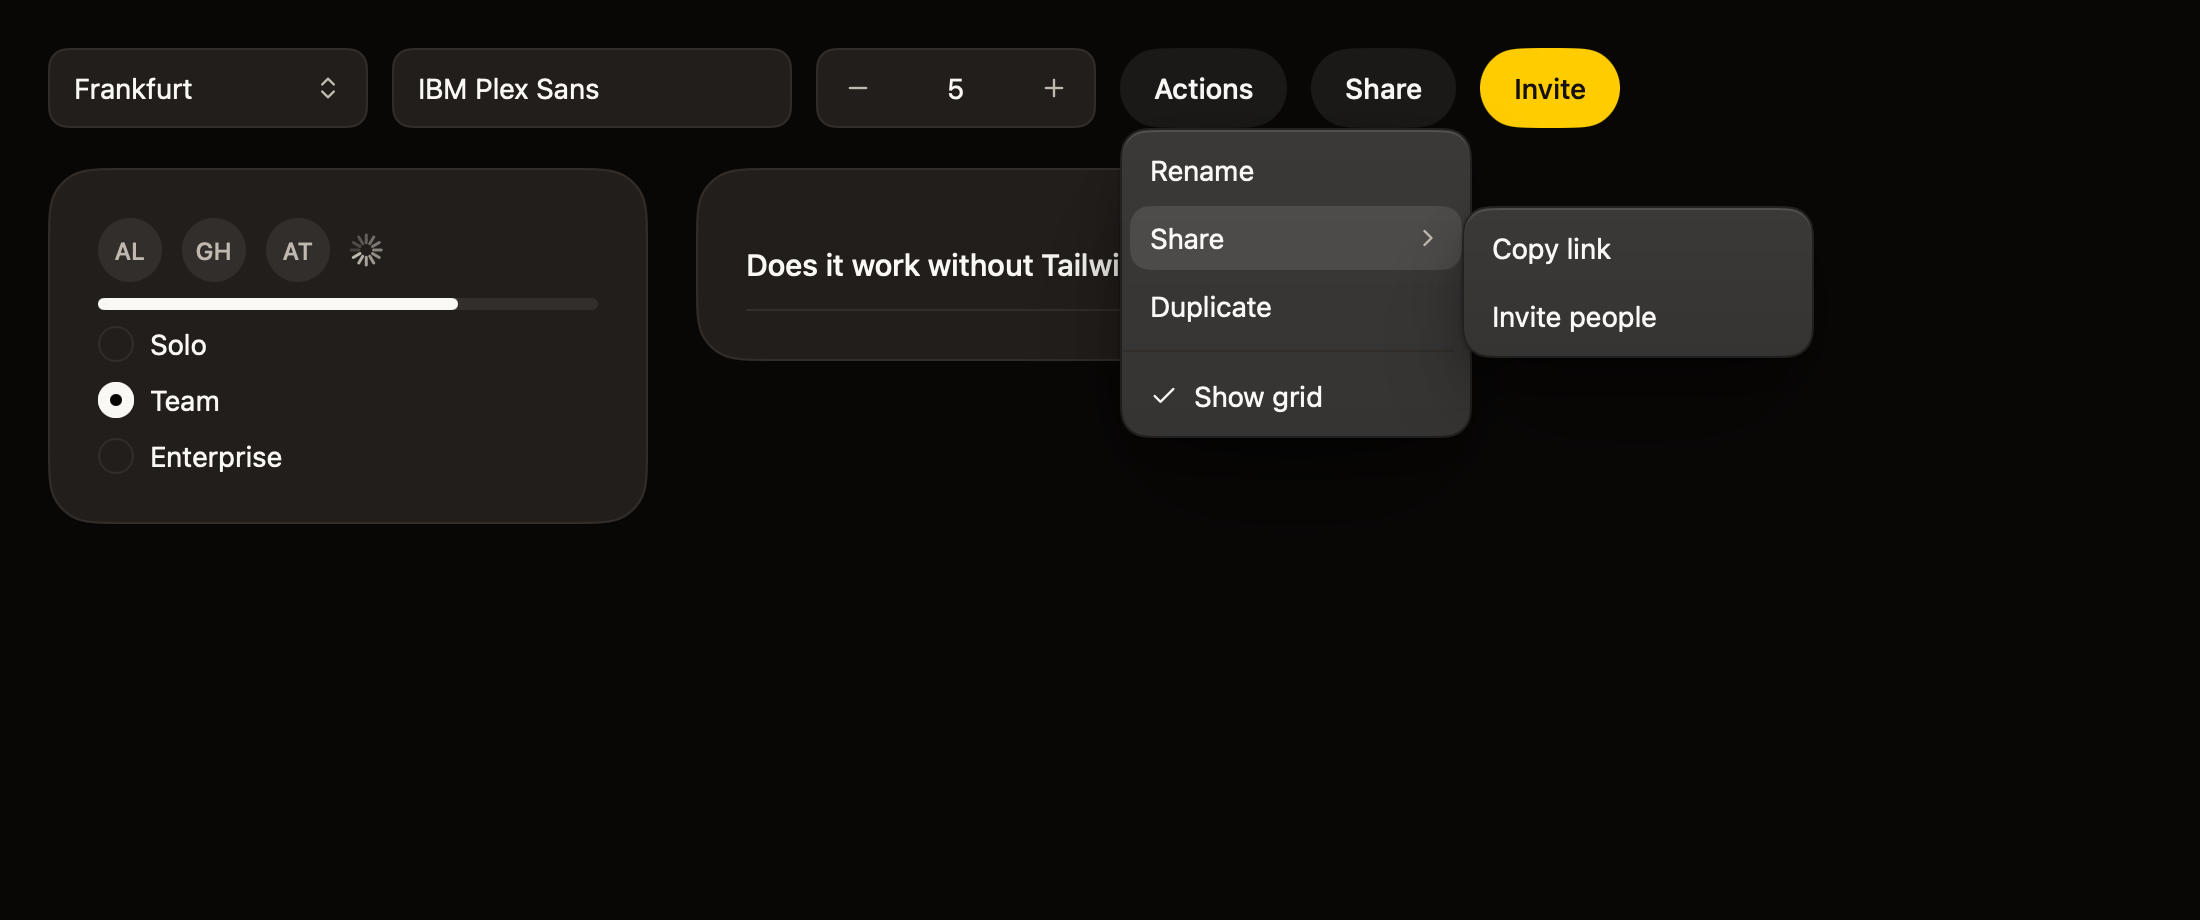 Frankfurt
IBM Plex Sans
5
Actions
Share
Invite
AL
GH
AT
Solo
Team
Enterprise
Does it work without
Rename
Share
Duplicate
Show grid
Copy link
Invite people